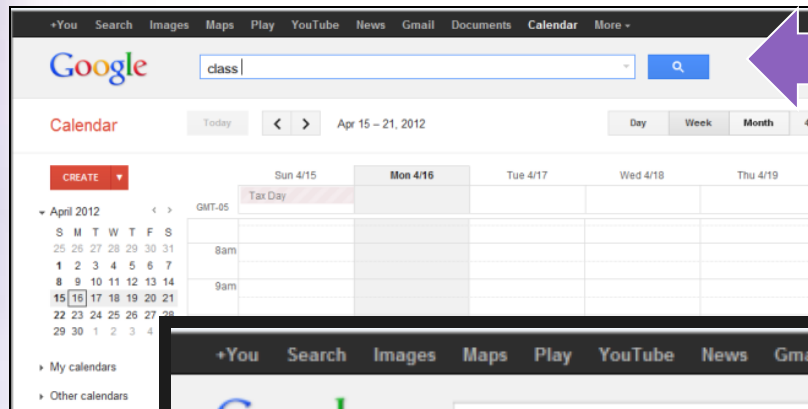 +You Search Images Maps Play YouTube News Gmail Documents Calendar More
Google
class
Calendar
Today
Apr 15 – 21, 2012
Day Week Month 4
CREATE
Sun 4/15 Mon 4/16 Tue 4/17 Wed 4/18 Thu 4/19
GMT-05 Tax Day
April 2012
S M T W T F S
25 26 27 28 29 30 31
1 2 3 4 5 6 7
8 9 10 11 12 13 14
15 16 17 18 19 20 21
22 23 24 25 26 27 28
29 30 1 2 3 4
8am
9am
My calendars
Other calendars
+You Search Images Maps Play YouTube News Gma